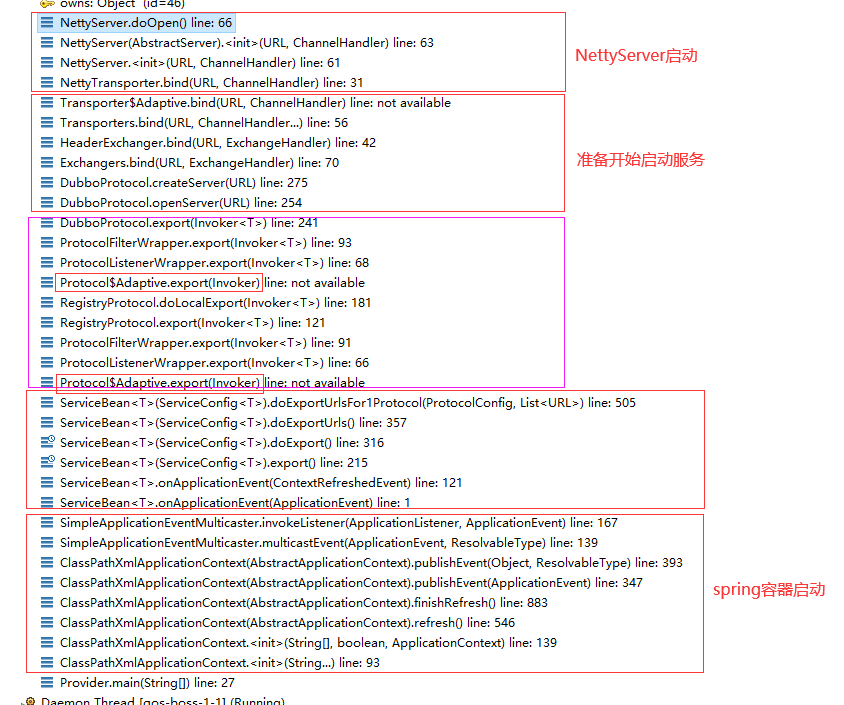 owns: Object (id=46)
NettyServer.doOpen() line: 66
NettyServer(AbstractServer).<init>(URL, ChannelHandler) line: 63
NettyServer启动
NettyServer.<init>(URL, ChannelHandler) line: 61
NettyTransporter.bind(URL, ChannelHandler) line: 31
Transporter$Adaptive.bind(URL, ChannelHandler) line: not available
Transporters.bind(URL, ChannelHandler...) line: 56
HeaderExchanger.bind(URL, ExchangeHandler) line: 42
准备开始启动服务
Exchangers.bind(URL, ExchangeHandler) line: 70
DubboProtocol.createServer(URL) line: 275
DubboProtocol.openServer(URL) line: 254
DubboProtocol.export(Invoker<T>) line: 241
ProtocolFilterWrapper.export(Invoker<T>) line: 93
ProtocolListenerWrapper.export(Invoker<T>) line: 68
Protocol$Adaptive.export(Invoker) line: not available
RegistryProtocol.doLocalExport(Invoker<T>) line: 181
RegistryProtocol.export(Invoker<T>) line: 121
ProtocolFilterWrapper.export(Invoker<T>) line: 91
ProtocolListenerWrapper.export(Invoker<T>) line: 66
Protocol$Adaptive.export(Invoker) line: not available
ServiceBean<T>(ServiceConfig<T>).doExportUrlsFor1Protocol(ProtocolConfig, List<URL>) line: 505
ServiceBean<T>(ServiceConfig<T>).doExportUrls() line: 357
ServiceBean<T>(ServiceConfig<T>).doExport() line: 316
ServiceBean<T>(ServiceConfig<T>).export() line: 215
ServiceBean<T>.onApplicationEvent(ContextRefreshedEvent) line: 121
ServiceBean<T>.onApplicationEvent(ApplicationEvent) line: 1
SimpleApplicationEventMulticaster.invokeListener(ApplicationListener, ApplicationEvent) line: 167
SimpleApplicationEventMulticaster.multicastEvent(ApplicationEvent, ResolvableType) line: 139
ClassPathXmlApplicationContext(AbstractApplicationContext).publishEvent(Object, ResolvableType) line: 393
ClassPathXmlApplicationContext(AbstractApplicationContext).publishEvent(ApplicationEvent) line: 347
spring容器启动
ClassPathXmlApplicationContext(AbstractApplicationContext).finishRefresh() line: 883
ClassPathXmlApplicationContext(AbstractApplicationContext).refresh() line: 546
ClassPathXmlApplicationContext.<init>(String[], boolean, ApplicationContext) line: 139
ClassPathXmlApplicationContext.<init>(String...) line: 93
Provider.main(String[]) line: 27
Daemon Thread [qos-boss-1-1] (Running)